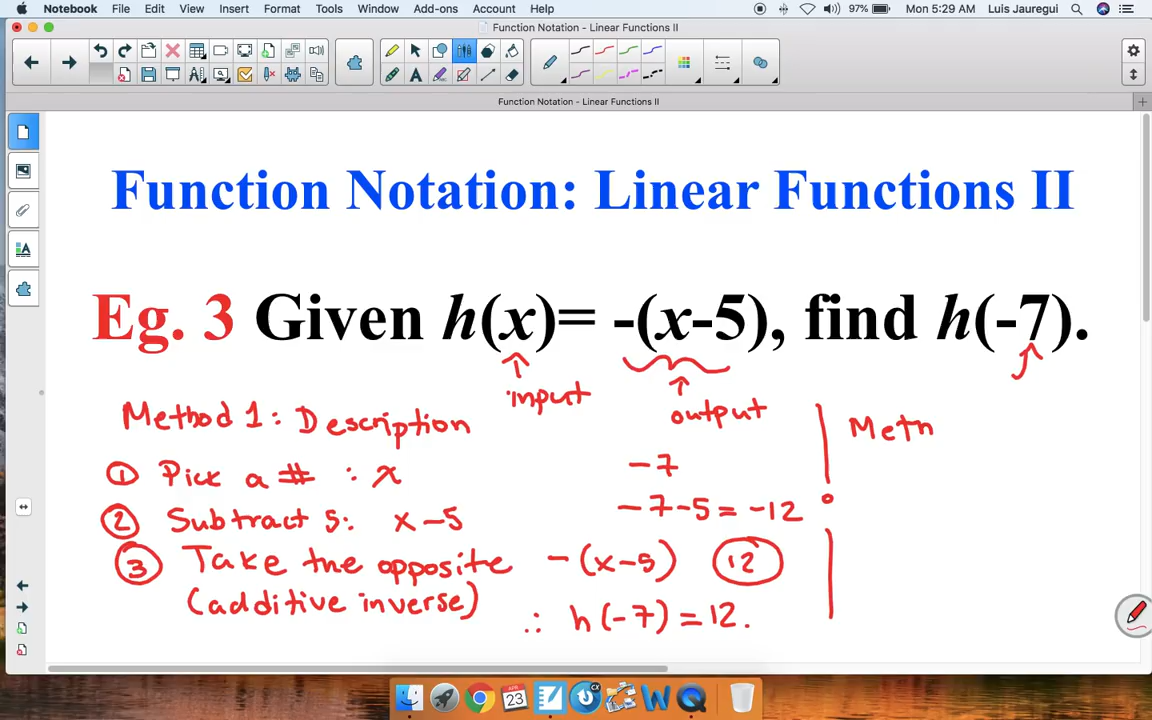 Notebook File Edit View Insert Format Tools Window Add-ons Account Help 97% Mon 5:29 AM Luis Jauregui
Function Notation - Linear Functions II
Function Notation - Linear Functions II
Function Notation: Linear Functions II
Eg. 3 Given h(x)= -(x-5), find h(-7).
input
output
Method 1: Description
① Pick a # : x
② Subtract 5: x-5
③ Take the opposite -(x-5)
(additive inverse)
-7
-7-5 = -12
12
∴ h(-7) = 12.
Meth
APR
23
W